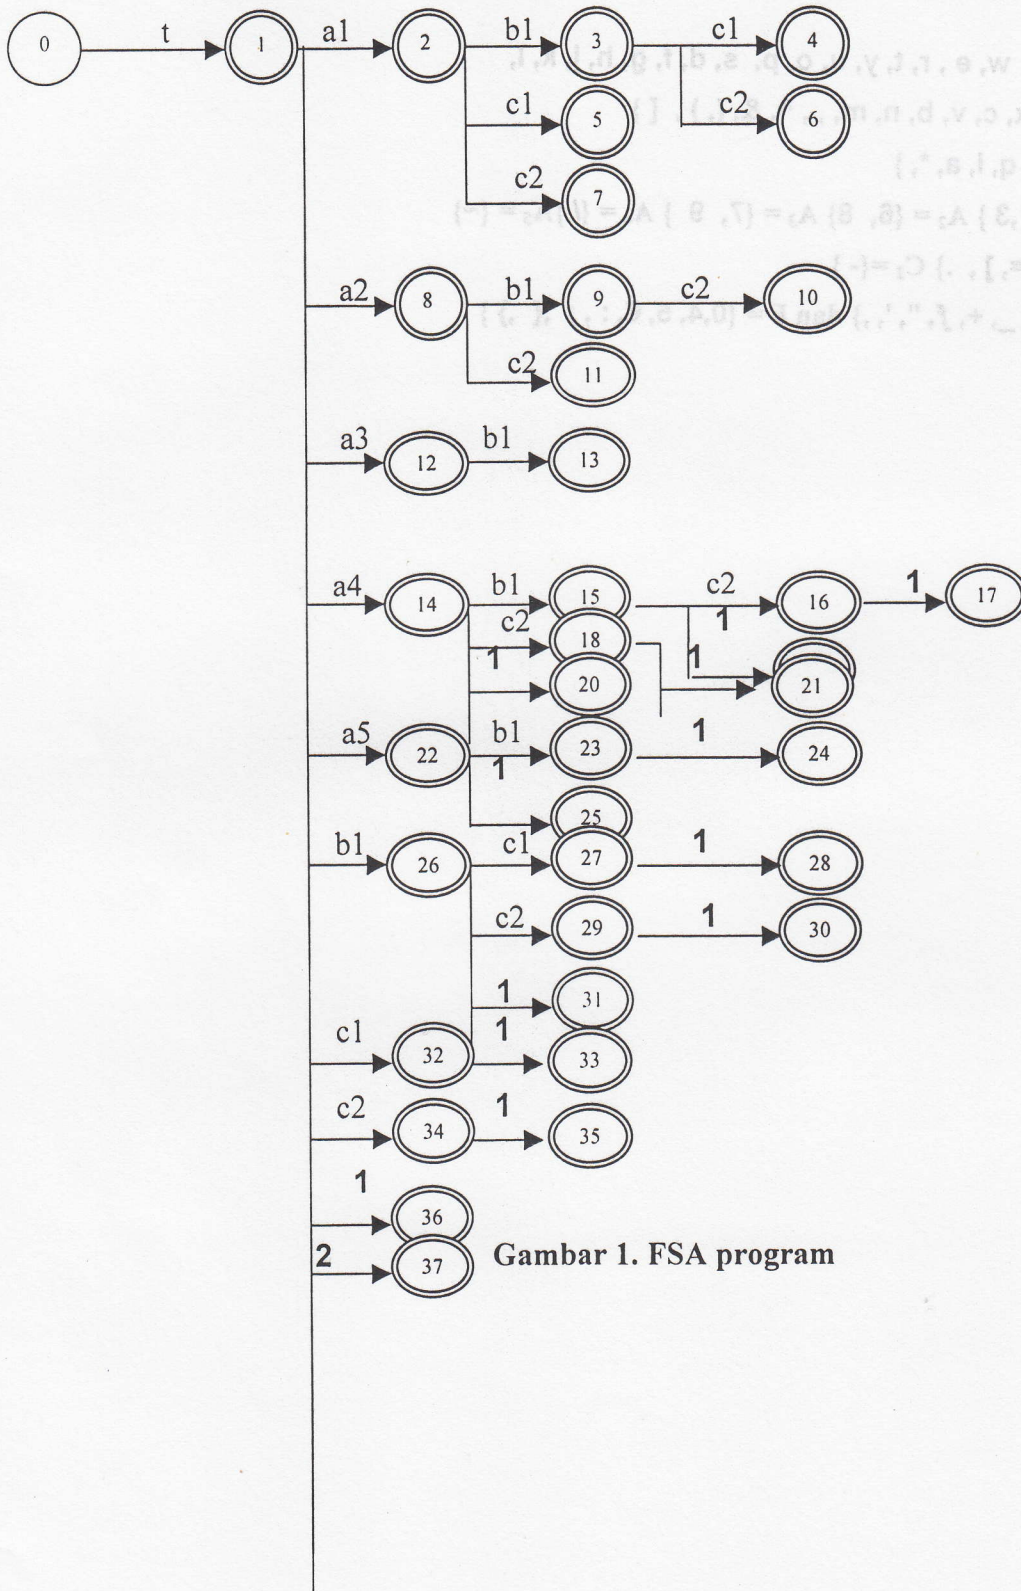 0 t 1 a1 2 b1 3 c1 4
c1 5 c2 6
c2 7
a2 8 b1 9 c2 10
c2 11
a3 12 b1 13
a4 14 b1 15 c2 16 1 17
c2 18 1
1 20 1 21
a5 22 b1 23 1 24
1 25
b1 26 c1 27 1 28
c2 29 1 30
1 31
c1 32 1 33
c2 34 1 35
1 36
2 37 Gambar 1. FSA program